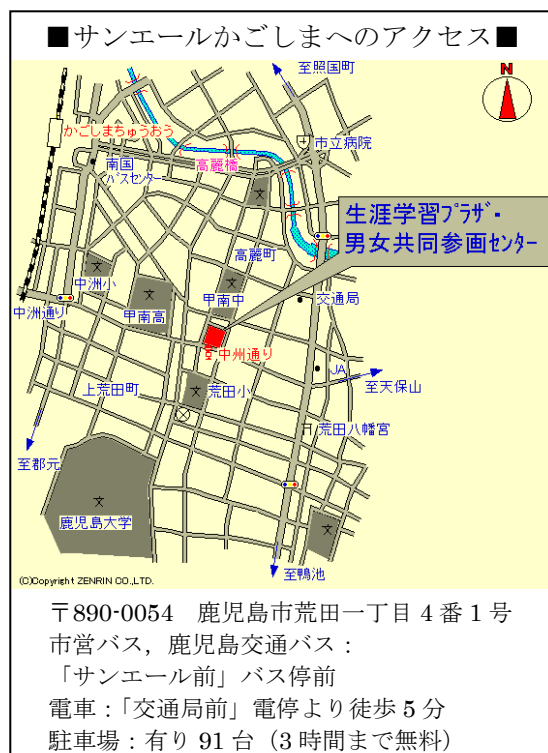 ■サンエールかごしまへのアクセス■
至照国町
N
かごしまちゅうおう
市立病院
南国
バスセンター
高麗橋
生涯学習プラザ・
男女共同参画センター
高麗町
中洲小
甲南中
交通局
中洲通り
甲南高
中州通り
JA
上荒田町
荒田小
至天保山
荒田八幡宮
至郡元
鹿児島大学
至鴨池
(C)Copyright ZENRIN CO.,LTD.
〒890-0054 鹿児島市荒田一丁目4番1号
市営バス，鹿児島交通バス：
「サンエール前」バス停前
電車：「交通局前」電停より徒歩5分
駐車場：有り 91台（3時間まで無料）